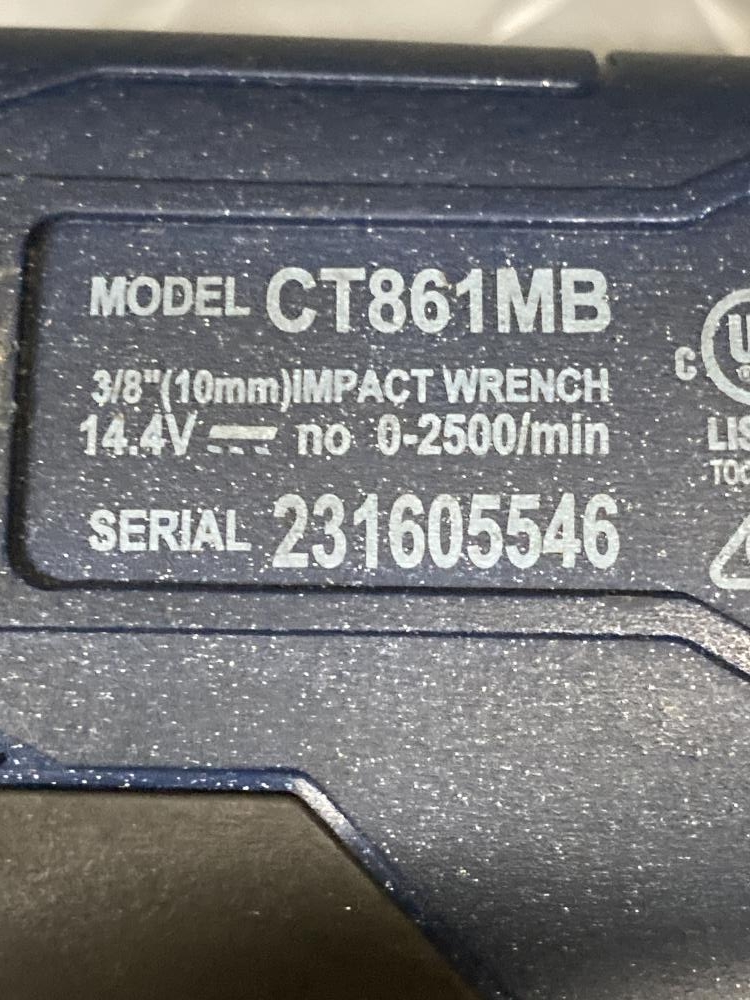 MODEL CT861MB
3/8"(10mm)IMPACT WRENCH
14.4V ⎓ no 0-2500/min
SERIAL 231605546
C